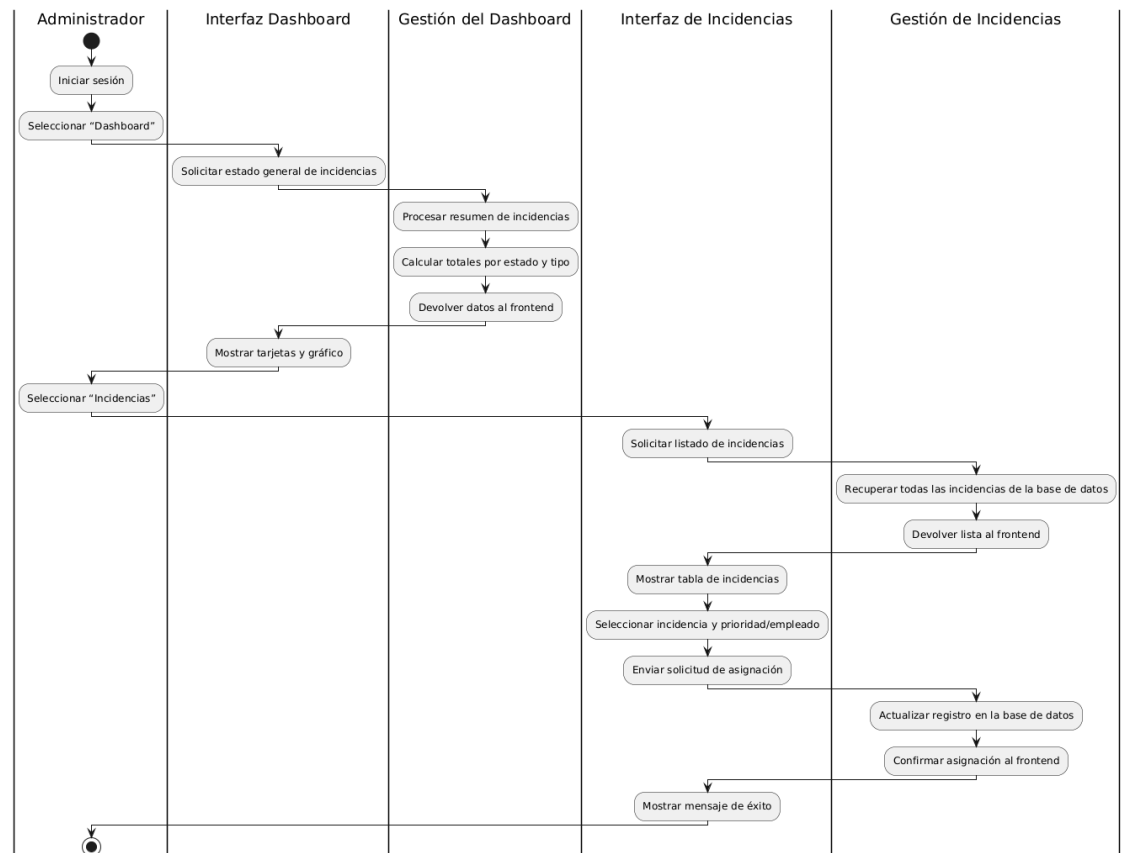 Administrador
Interfaz Dashboard
Gestión del Dashboard
Interfaz de Incidencias
Gestión de Incidencias
Iniciar sesión
Seleccionar “Dashboard”
Solicitar estado general de incidencias
Procesar resumen de incidencias
Calcular totales por estado y tipo
Devolver datos al frontend
Mostrar tarjetas y gráfico
Seleccionar “Incidencias”
Solicitar listado de incidencias
Recuperar todas las incidencias de la base de datos
Devolver lista al frontend
Mostrar tabla de incidencias
Seleccionar incidencia y prioridad/empleado
Enviar solicitud de asignación
Actualizar registro en la base de datos
Confirmar asignación al frontend
Mostrar mensaje de éxito